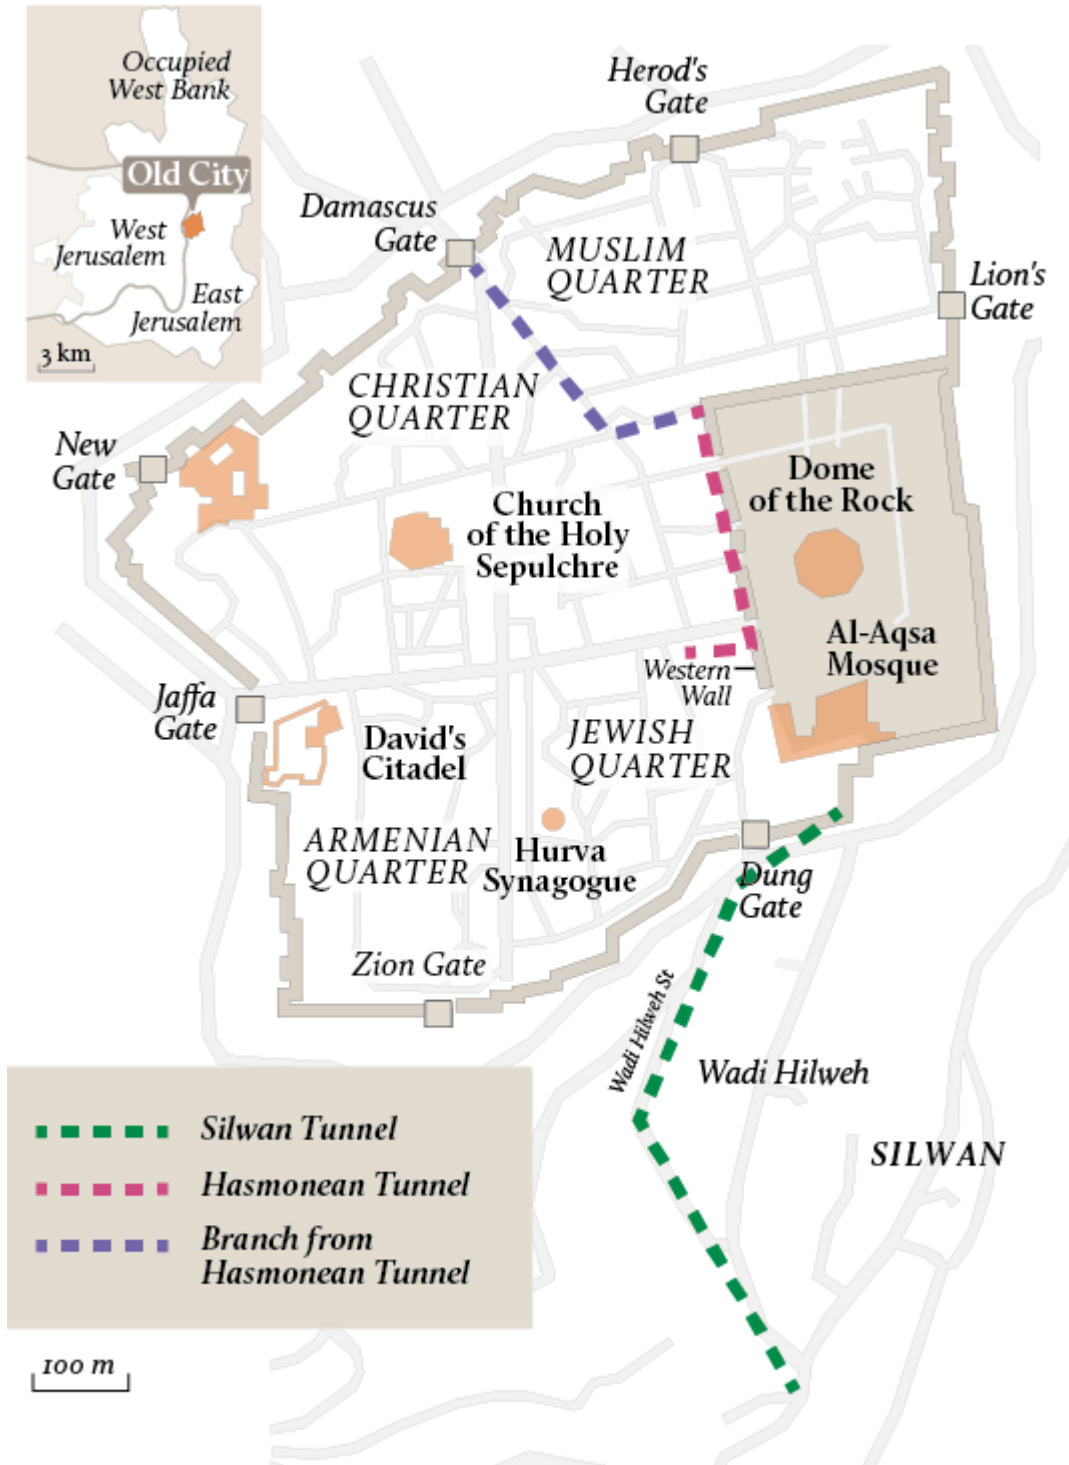 Occupied
West Bank
Old City
West
Jerusalem
East
Jerusalem
3 km
Herod's
Gate
Damascus
Gate
MUSLIM
QUARTER
Lion's
Gate
CHRISTIAN
QUARTER
New
Gate
Dome
of the Rock
Church
of the Holy
Sepulchre
Al-Aqsa
Mosque
Western
Wall
Jaffa
Gate
David's
Citadel
JEWISH
QUARTER
ARMENIAN
QUARTER
Hurva
Synagogue
Dung
Gate
Zion Gate
Wadi Hilweh St
Wadi Hilweh
SILWAN
Silwan Tunnel
Hasmonean Tunnel
Branch from
Hasmonean Tunnel
100 m